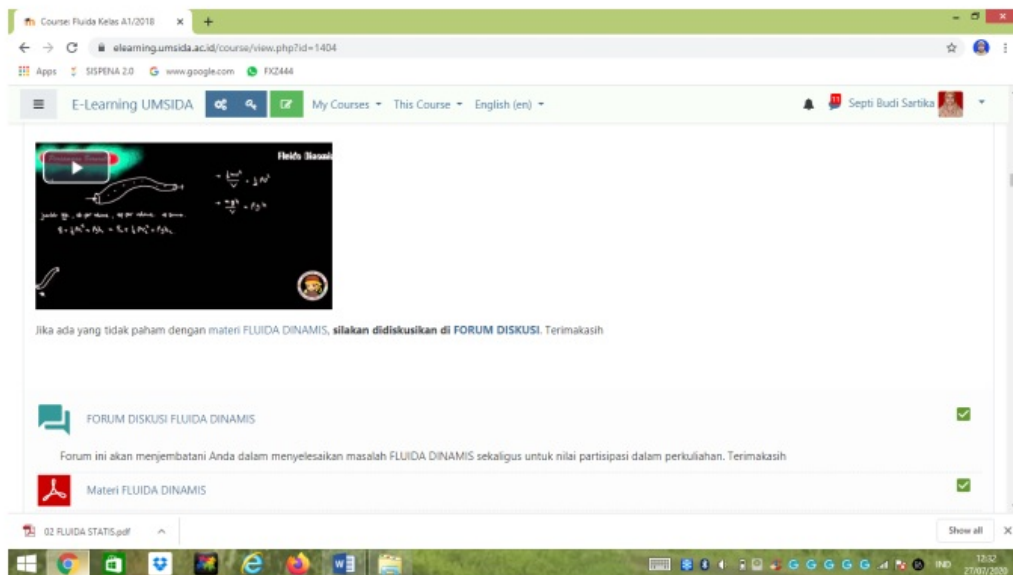 Course: Fluida Kelas A1/2018
elearning.umsida.ac.id/course/view.php?id=1404
Apps SISPENA 2.0 www.google.com FXZ444
E-Learning UMSIDA My Courses This Course English (en) 11 Septi Budi Sartika
Fluida Dinamis
Jika ada yang tidak paham dengan materi FLUIDA DINAMIS, silakan didiskusikan di FORUM DISKUSI. Terimakasih
FORUM DISKUSI FLUIDA DINAMIS
Forum ini akan menjembatani Anda dalam menyelesaikan masalah FLUIDA DINAMIS sekaligus untuk nilai partisipasi dalam perkuliahan. Terimakasih
Materi FLUIDA DINAMIS
02 FLUIDA STATIS.pdf Show all
IND 12:32
27/07/2020